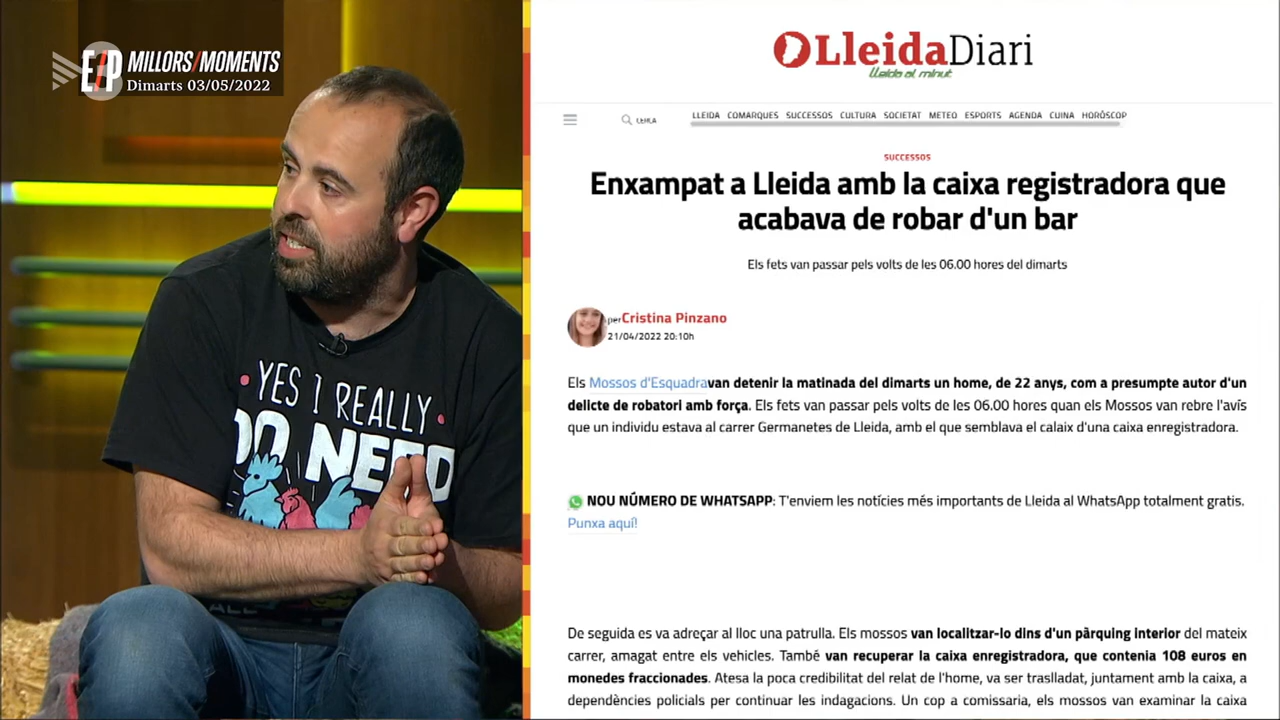 E/P MILLORS/MOMENTS
Dimarts 03/05/2022
YES I REALLY
DO NEED
ALL
LleidaDiari
Lleida al minut
CERCA
LLEIDA COMARQUES SUCCESSOS CULTURA SOCIETAT METEO ESPORTS AGENDA CUINA HORÒSCOP
SUCCESSOS
Enxampat a Lleida amb la caixa registradora que
acabava de robar d'un bar
Els fets van passar pels volts de les 06.00 hores del dimarts
per Cristina Pinzano
21/04/2022 20:10h
Els Mossos d'Esquadra van detenir la matinada del dimarts un home, de 22 anys, com a presumpte autor d'un
delicte de robatori amb força. Els fets van passar pels volts de les 06.00 hores quan els Mossos van rebre l'avís
que un individu estava al carrer Germanetes de Lleida, amb el que semblava el calaix d'una caixa enregistradora.
NOU NÚMERO DE WHATSAPP: T'enviem les notícies més importants de Lleida al WhatsApp totalment gratis.
Punxa aquí!
De seguida es va adreçar al lloc una patrulla. Els mossos van localitzar-lo dins d'un pàrquing interior del mateix
carrer, amagat entre els vehicles. També van recuperar la caixa enregistradora, que contenia 108 euros en
monedes fraccionades. Atesa la poca credibilitat del relat de l'home, va ser traslladat, juntament amb la caixa, a
dependències policials per continuar les indagacions. Un cop a comissaria, els mossos van examinar la caixa